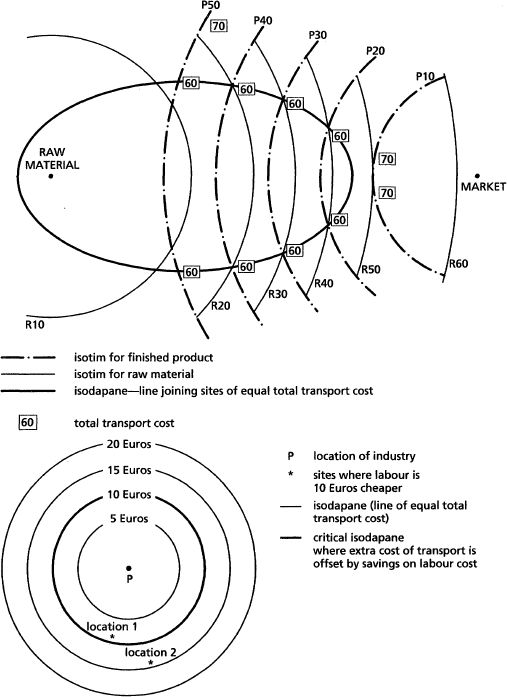 P50
70
P40
P30
P20
P10
60
60
60
60
70
70
RAW
MATERIAL
MARKET
60
60
60
60
R10
R20
R30
R40
R50
R60
isotim for finished product
isotim for raw material
isodapane—line joining sites of equal total transport cost
60 total transport cost
20 Euros
15 Euros
10 Euros
5 Euros
P
location 1
*
location 2
*
P location of industry
* sites where labour is
10 Euros cheaper
isodapane (line of equal total
transport cost)
critical isodapane
where extra cost of transport is
offset by savings on labour cost